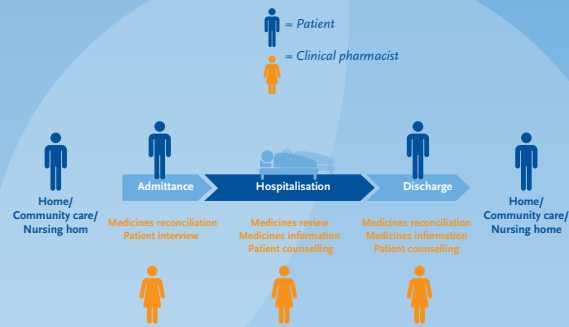 = Patient
= Clinical pharmacist
Admittance
Hospitalisation
Discharge
Home/
Community care/
Nursing hom
Medicines reconciliation
Patient interview
Medicines review
Medicines information
Patient counselling
Medicines reconciliation
Medicines information
Patient counselling
Home/
Community care/
Nursing home